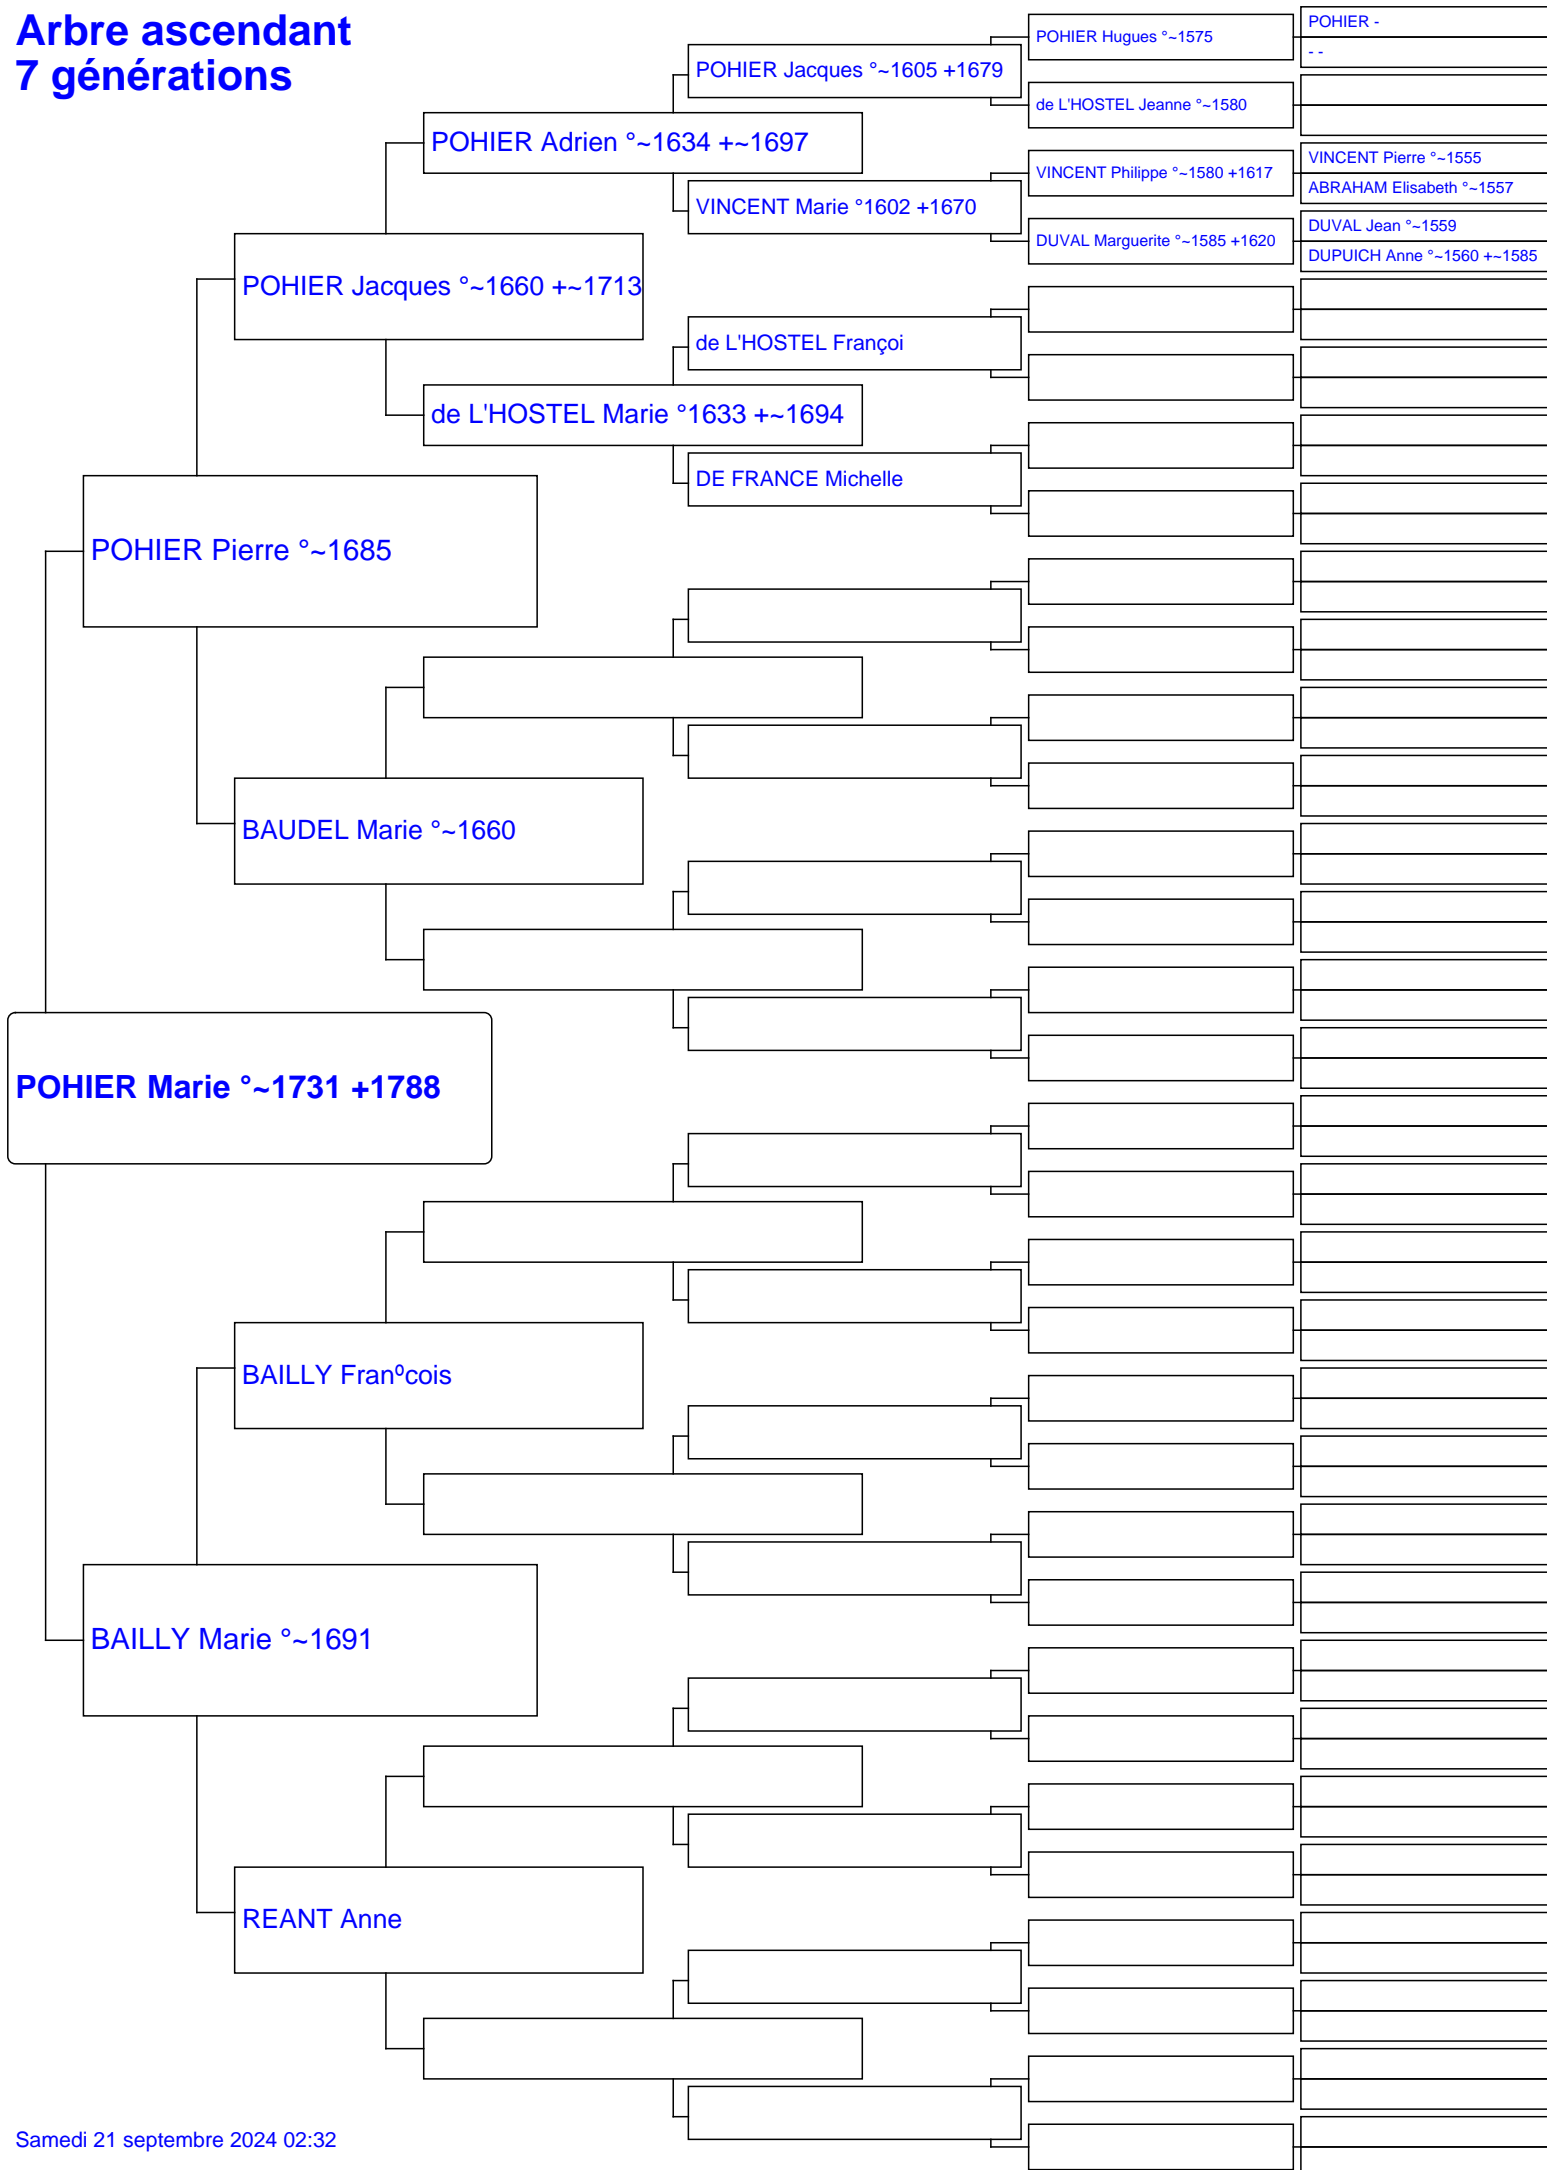 Arbre ascendant
7 générations
POHIER Marie °~1731 +1788
POHIER Pierre °~1685
BAILLY Marie °~1691
POHIER Jacques °~1660 +~1713
BAUDEL Marie °~1660
BAILLY Franºcois
REANT Anne
POHIER Adrien °~1634 +~1697
de L'HOSTEL Marie °1633 +~1694
POHIER Jacques °~1605 +1679
VINCENT Marie °1602 +1670
de L'HOSTEL Françoi
DE FRANCE Michelle
POHIER Hugues °~1575
de L'HOSTEL Jeanne °~1580
VINCENT Philippe °~1580 +1617
DUVAL Marguerite °~1585 +1620
POHIER -
- -
VINCENT Pierre °~1555
ABRAHAM Elisabeth °~1557
DUVAL Jean °~1559
DUPUICH Anne °~1560 +~1585
Samedi 21 septembre 2024 02:32